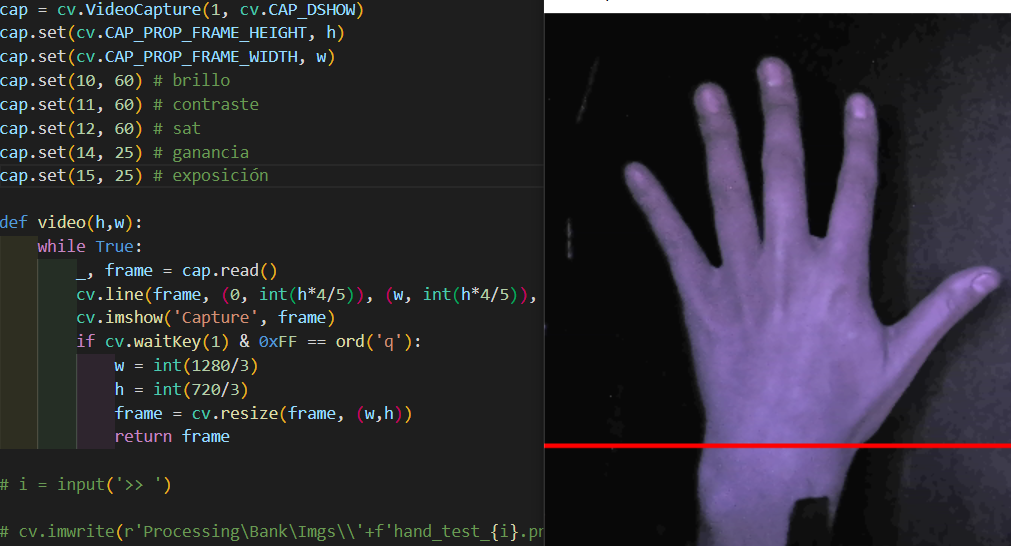 cap = cv.VideoCapture(1, cv.CAP_DSHOW)
cap.set(cv.CAP_PROP_FRAME_HEIGHT, h)
cap.set(cv.CAP_PROP_FRAME_WIDTH, w)
cap.set(10, 60) # brillo
cap.set(11, 60) # contraste
cap.set(12, 60) # sat
cap.set(14, 25) # ganancia
cap.set(15, 25) # exposición
def video(h,w):
while True:
_, frame = cap.read()
cv.line(frame, (0, int(h*4/5)), (w, int(h*4/5)),
cv.imshow('Capture', frame)
if cv.waitKey(1) & 0xFF == ord('q'):
w = int(1280/3)
h = int(720/3)
frame = cv.resize(frame, (w,h))
return frame
# i = input('>> ')
# cv.imwrite(r'Processing\Bank\Imgs\\'+f'hand_test_{i}.pr